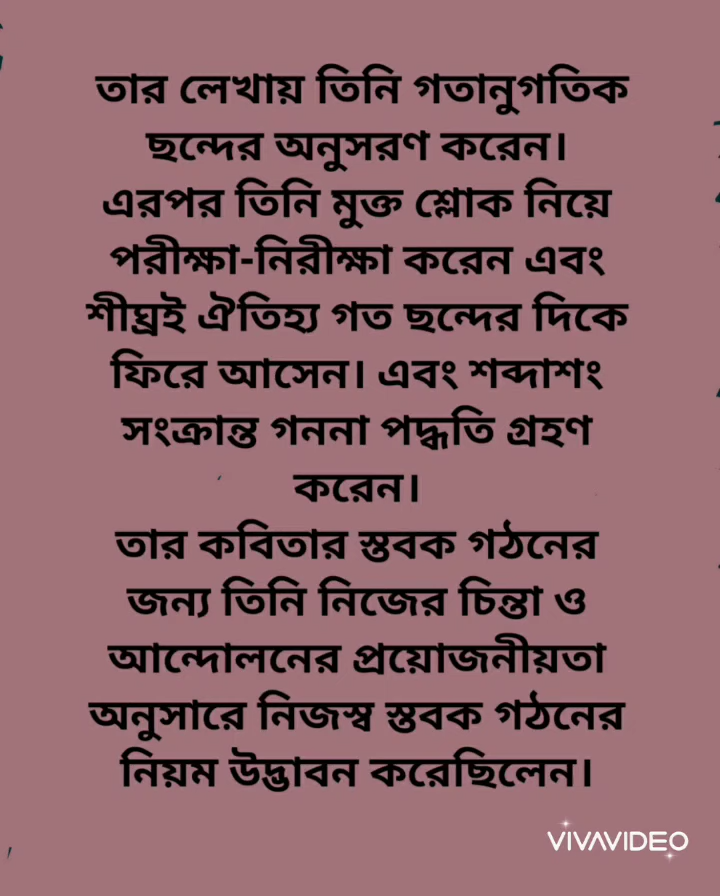 তার লেখায় তিনি গতানুগতিক
ছন্দের অনুসরণ করেন।
এরপর তিনি মুক্ত শ্লোক নিয়ে
পরীক্ষা-নিরীক্ষা করেন এবং
শীঘ্রই ঐতিহ্য গত ছন্দের দিকে
ফিরে আসেন। এবং শব্দাশং
সংক্রান্ত গননা পদ্ধতি গ্রহণ
করেন।
তার কবিতার স্তবক গঠনের
জন্য তিনি নিজের চিন্তা ও
আন্দোলনের প্রয়োজনীয়তা
অনুসারে নিজস্ব স্তবক গঠনের
নিয়ম উদ্ভাবন করেছিলেন।
VIVAVIDEO